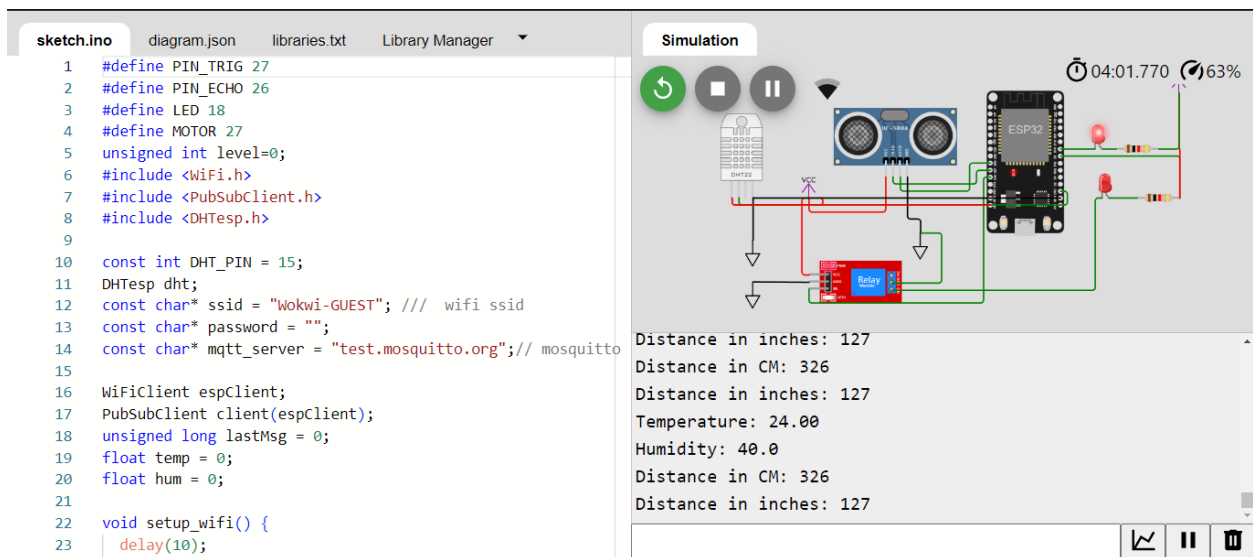 sketch.ino diagram.json libraries.txt Library Manager
1 #define PIN_TRIG 27
2 #define PIN_ECHO 26
3 #define LED 18
4 #define MOTOR 27
5 unsigned int level=0;
6 #include <WiFi.h>
7 #include <PubSubClient.h>
8 #include <DHTesp.h>
9
10 const int DHT_PIN = 15;
11 DHTesp dht;
12 const char* ssid = "Wokwi-GUEST"; /// wifi ssid
13 const char* password = "";
14 const char* mqtt_server = "test.mosquitto.org";// mosquitto
15
16 WiFiClient espClient;
17 PubSubClient client(espClient);
18 unsigned long lastMsg = 0;
19 float temp = 0;
20 float hum = 0;
21
22 void setup_wifi() {
23 delay(10);
Simulation
04:01.770 63%
ESP32
DHT22
VCC
Relay
Module
Distance in inches: 127
Distance in CM: 326
Distance in inches: 127
Temperature: 24.00
Humidity: 40.0
Distance in CM: 326
Distance in inches: 127